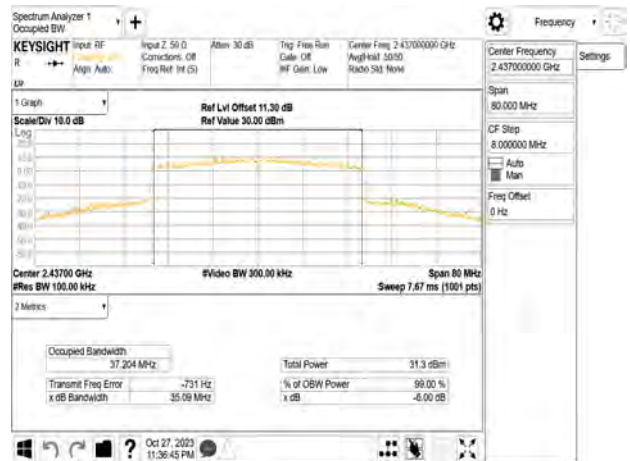 Spectrum Analyzer 1
Occupied BW
Frequency
KEYSIGHT
Input: RF
Input Z: 50 Ω
Atten: 30 dB
Trig: Free Run
Center Freq: 2.437000000 GHz
R
Corrections: Off
Gate: Off
Avg|Hold: 50/50
Align: Auto
Freq Ref: Int (S)
#IF Gain: Low
Radio Std: None
Center Frequency
2.437000000 GHz
Settings
Span
80.000 MHz
CF Step
8.000000 MHz
Auto
Man
Freq Offset
0 Hz
1 Graph
Scale/Div 10.0 dB
Ref Lvl Offset 11.30 dB
Ref Value 30.00 dBm
Log
Center 2.43700 GHz
#Video BW 300.00 kHz
Span 80 MHz
#Res BW 100.00 kHz
Sweep 7.67 ms (1001 pts)
2 Metrics
Occupied Bandwidth
37.204 MHz
Total Power
31.3 dBm
Transmit Freq Error
-731 Hz
% of OBW Power
99.00 %
x dB Bandwidth
35.09 MHz
x dB
-6.00 dB
?
Oct 27, 2023
11:36:45 PM